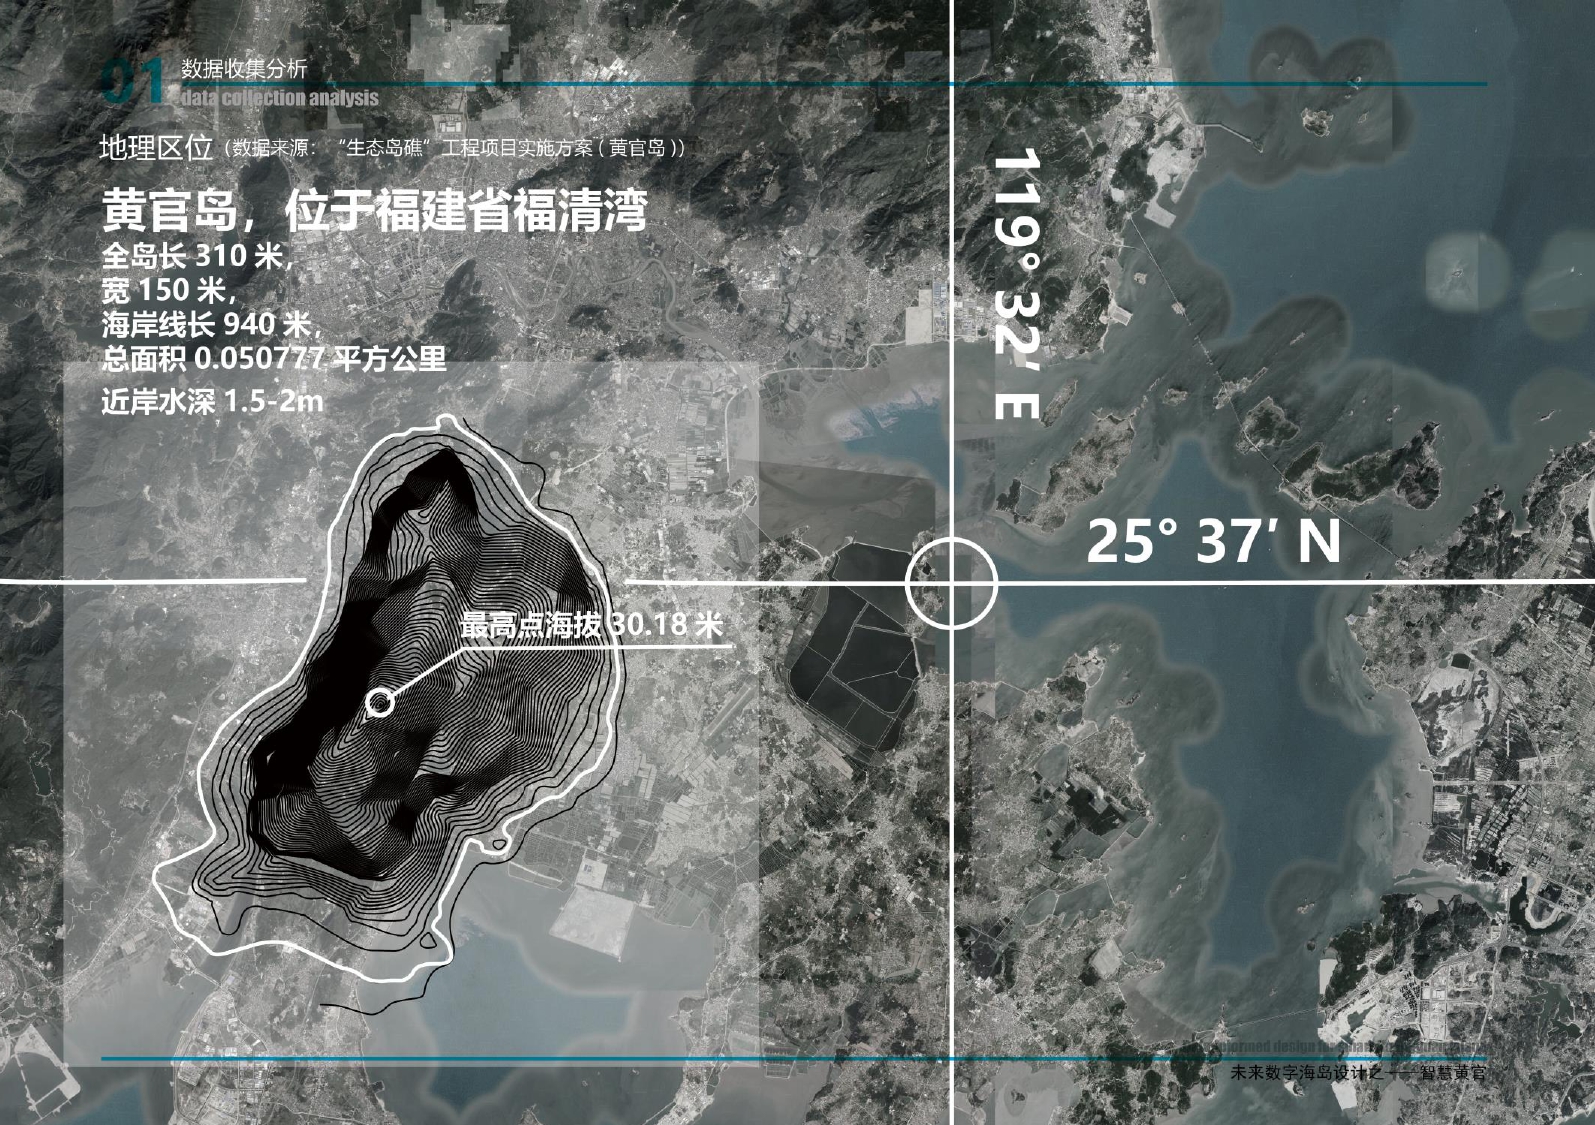 01
数据收集分析
data collection analysis
地理区位（数据来源：“生态岛礁”工程项目实施方案（黄官岛））
黄官岛，位于福建省福清湾
全岛长 310 米，
宽 150 米，
海岸线长 940 米，
总面积 0.050777 平方公里
近岸水深 1.5-2m
119° 32′ E
25° 37′ N
最高点海拔 30.18 米
未来数字海岛设计之——智慧黄官